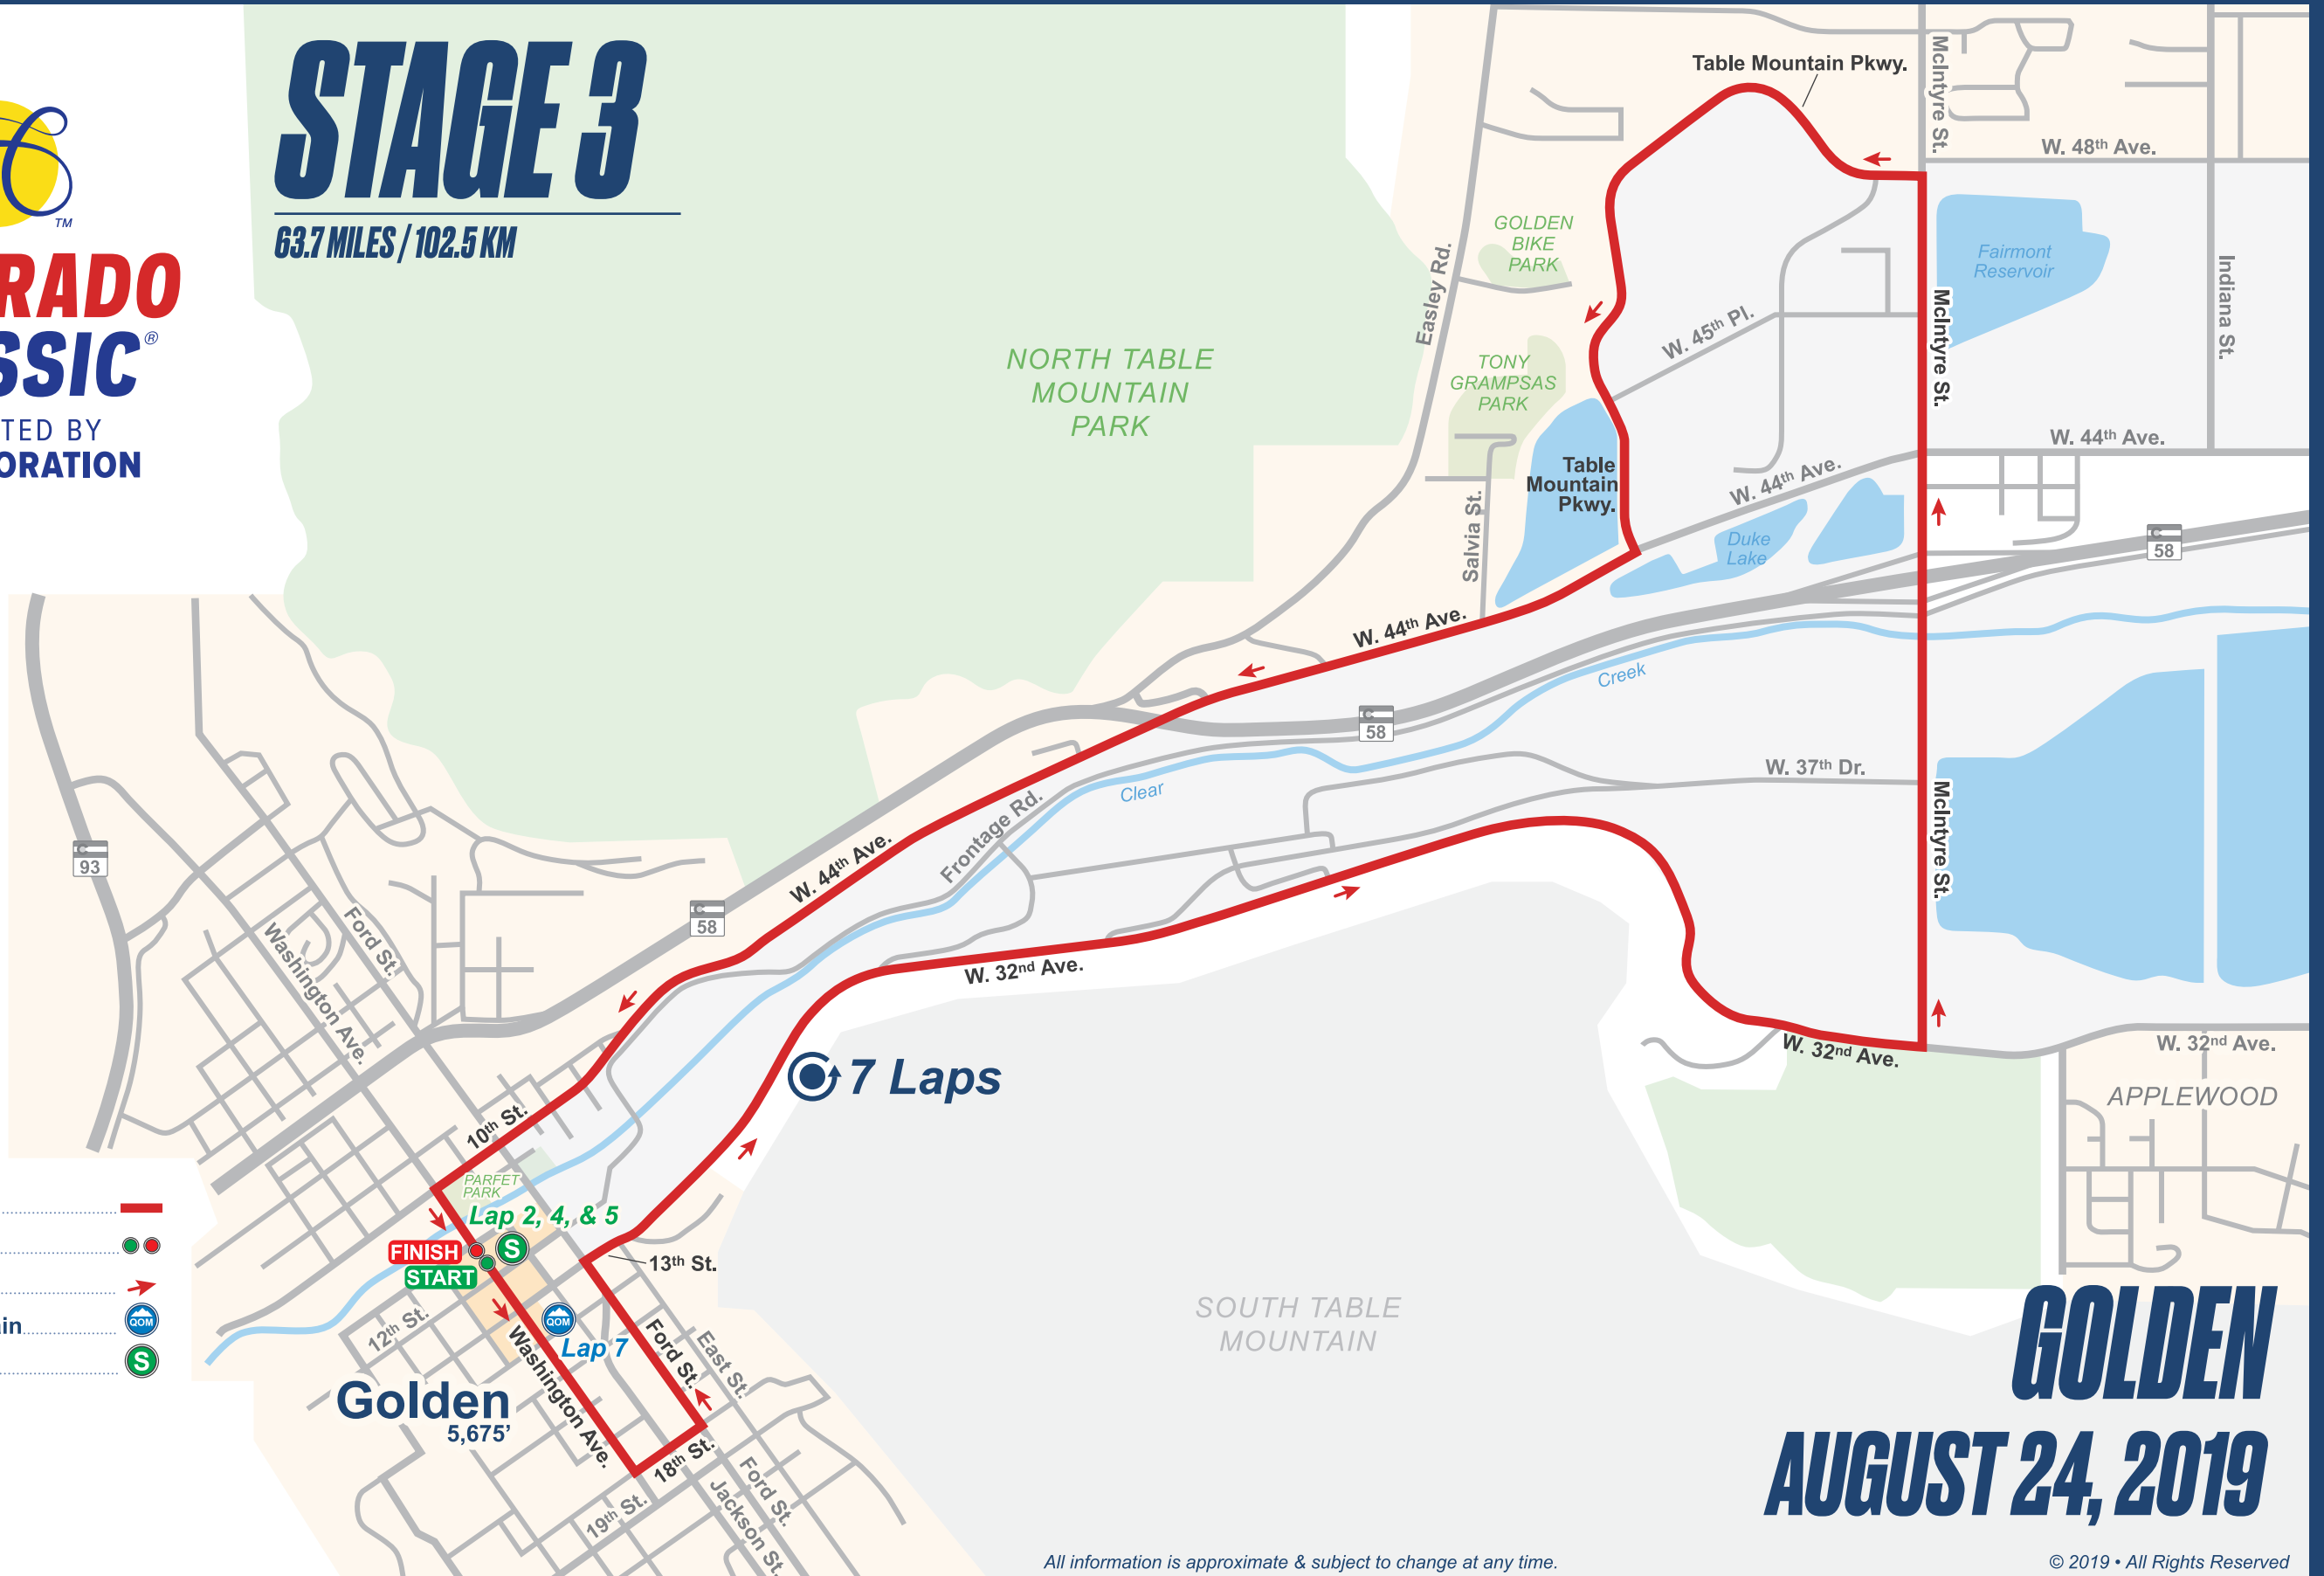 STAGE 3
63.7 MILES / 102.5 KM
TM
RADO
SSIC®
TED BY
ORATION
Table Mountain Pkwy.
McIntyre St.
W. 48th Ave.
GOLDEN
BIKE
PARK
Fairmont
Reservoir
Easley Rd.
Indiana St.
W. 45th Pl.
McIntyre St.
NORTH TABLE
MOUNTAIN
PARK
TONY
GRAMPSAS
PARK
W. 44th Ave.
W. 44th Ave.
Table
Mountain
Pkwy.
Salvia St.
Duke
Lake
C
58
W. 44th Ave.
Creek
C
58
W. 37th Dr.
Clear
Frontage Rd.
McIntyre St.
C
93
W. 44th Ave.
C
58
Ford St.
Washington Ave.
W. 32nd Ave.
W. 32nd Ave.
W. 32nd Ave.
7 Laps
APPLEWOOD
10th St.
PARFET
PARK
Lap 2, 4, & 5
FINISH
S
START
13th St.
12th St.
QOM
Lap 7
Washington Ave.
Ford St.
East St.
SOUTH TABLE
MOUNTAIN
in
QOM
S
Golden
5,675’
18th St.
19th St.
Ford St.
Jackson St.
GOLDEN
AUGUST 24, 2019
All information is approximate & subject to change at any time.
© 2019 • All Rights Reserved